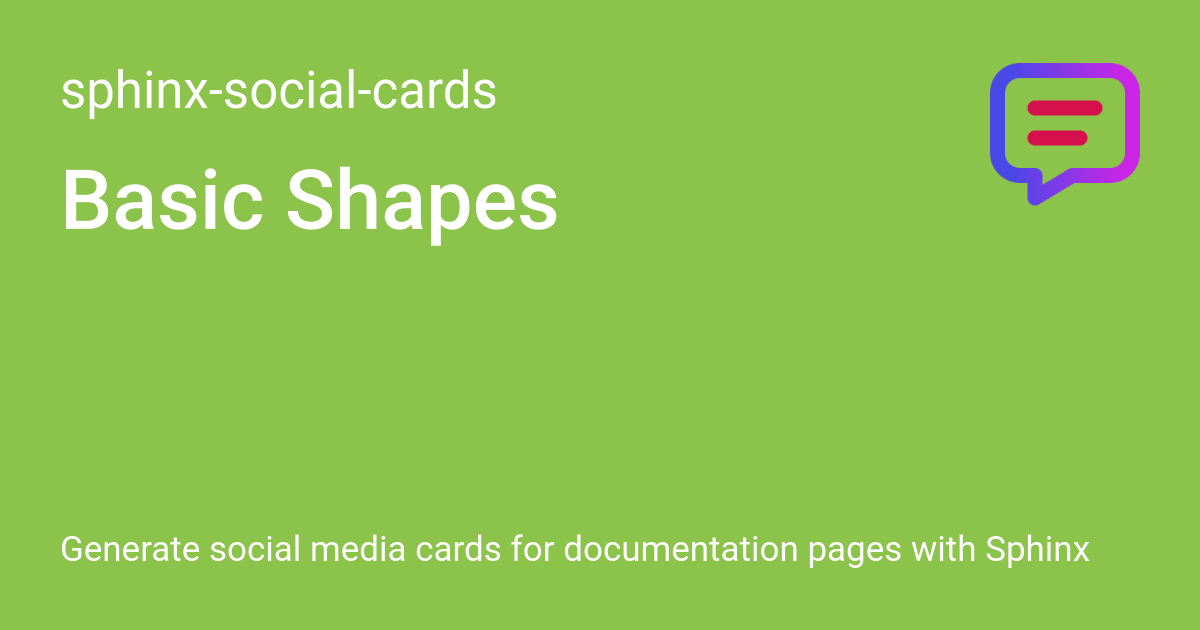 sphinx-social-cards
Basic Shapes
Generate social media cards for documentation pages with Sphinx